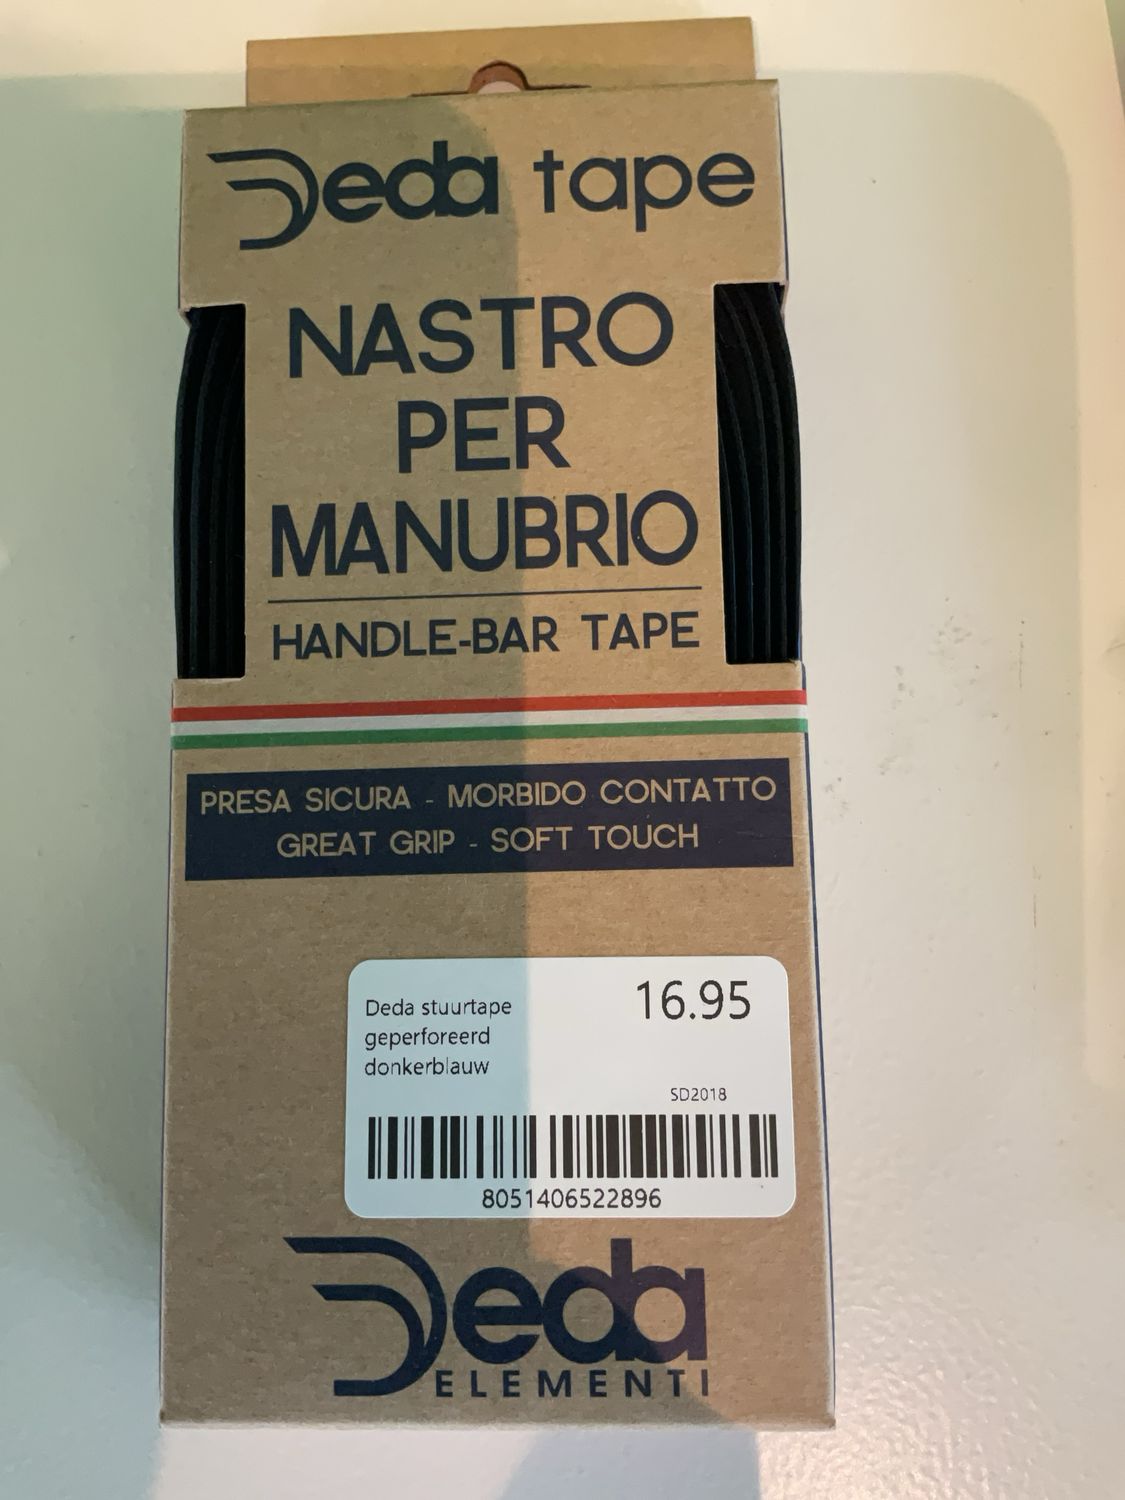 Deda tape
NASTRO
PER
MANUBRIO
HANDLE-BAR TAPE
PRESA SICURA - MORBIDO CONTATTO
GREAT GRIP - SOFT TOUCH
Deda stuurtape
16.95
geperforeerd
donkerblauw
SD2018
8051406522896
Deda
ELEMENTI